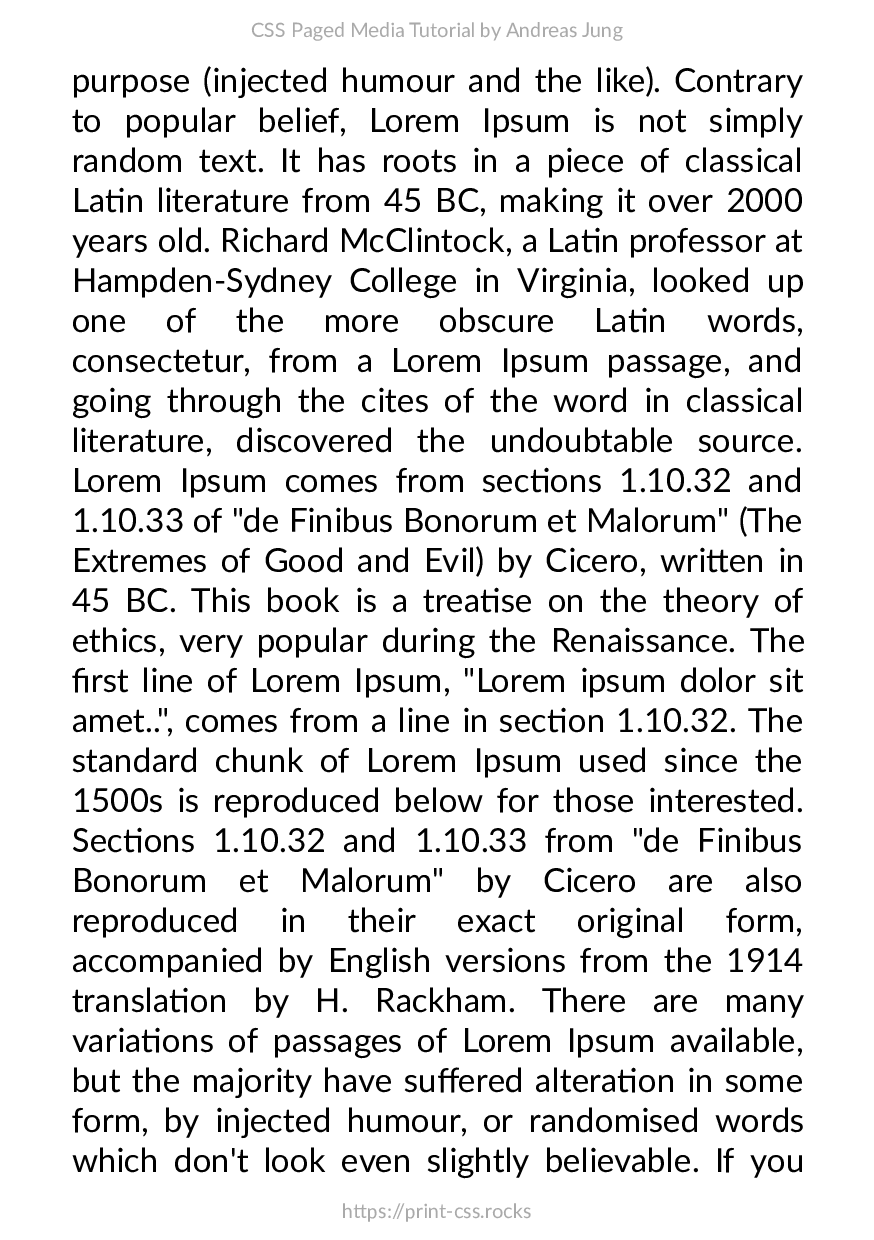 CSS Paged Media Tutorial by Andreas Jung
purpose (injected humour and the like). Contrary
to popular belief, Lorem Ipsum is not simply
random text. It has roots in a piece of classical
Latin literature from 45 BC, making it over 2000
years old. Richard McClintock, a Latin professor at
Hampden-Sydney College in Virginia, looked up
one of the more obscure Latin words,
consectetur, from a Lorem Ipsum passage, and
going through the cites of the word in classical
literature, discovered the undoubtable source.
Lorem Ipsum comes from sections 1.10.32 and
1.10.33 of "de Finibus Bonorum et Malorum" (The
Extremes of Good and Evil) by Cicero, written in
45 BC. This book is a treatise on the theory of
ethics, very popular during the Renaissance. The
first line of Lorem Ipsum, "Lorem ipsum dolor sit
amet..", comes from a line in section 1.10.32. The
standard chunk of Lorem Ipsum used since the
1500s is reproduced below for those interested.
Sections 1.10.32 and 1.10.33 from "de Finibus
Bonorum et Malorum" by Cicero are also
reproduced in their exact original form,
accompanied by English versions from the 1914
translation by H. Rackham. There are many
variations of passages of Lorem Ipsum available,
but the majority have suffered alteration in some
form, by injected humour, or randomised words
which don't look even slightly believable. If you
https://print-css.rocks